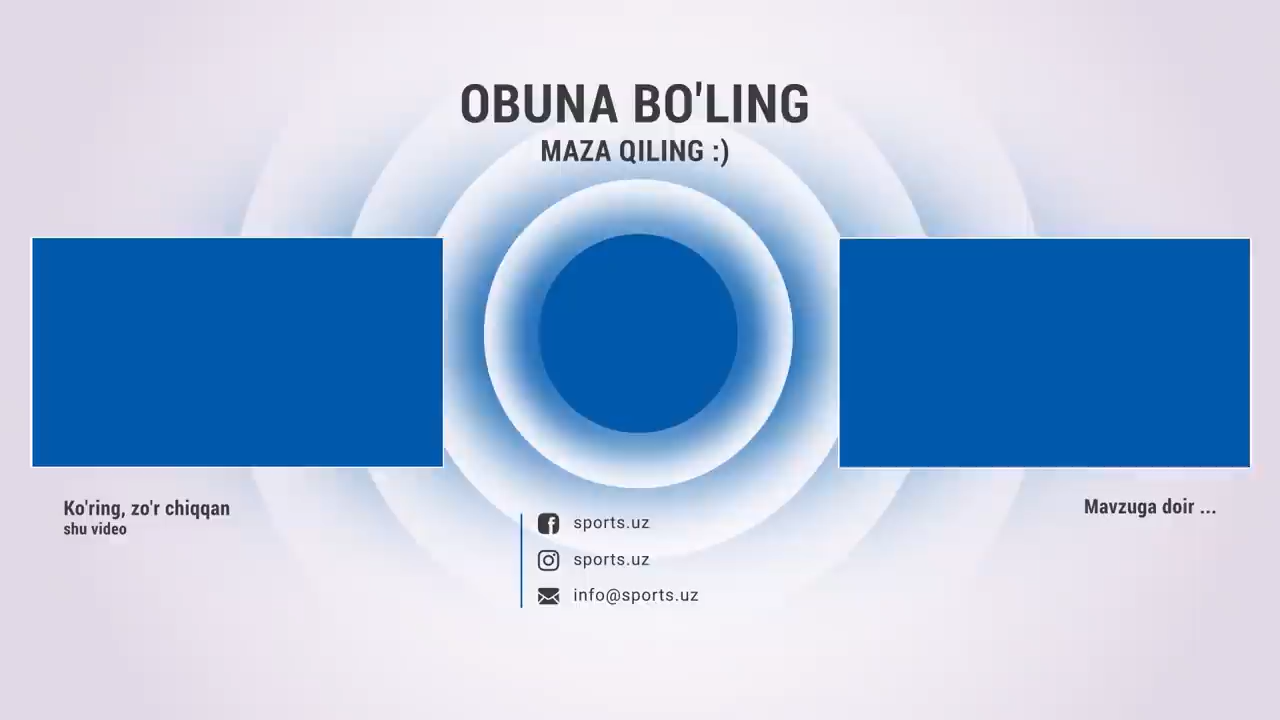 OBUNA BO'LING
MAZA QILING :)
Ko'ring, zo'r chiqqan
shu video
Mavzuga doir ...
sports.uz
sports.uz
info@sports.uz